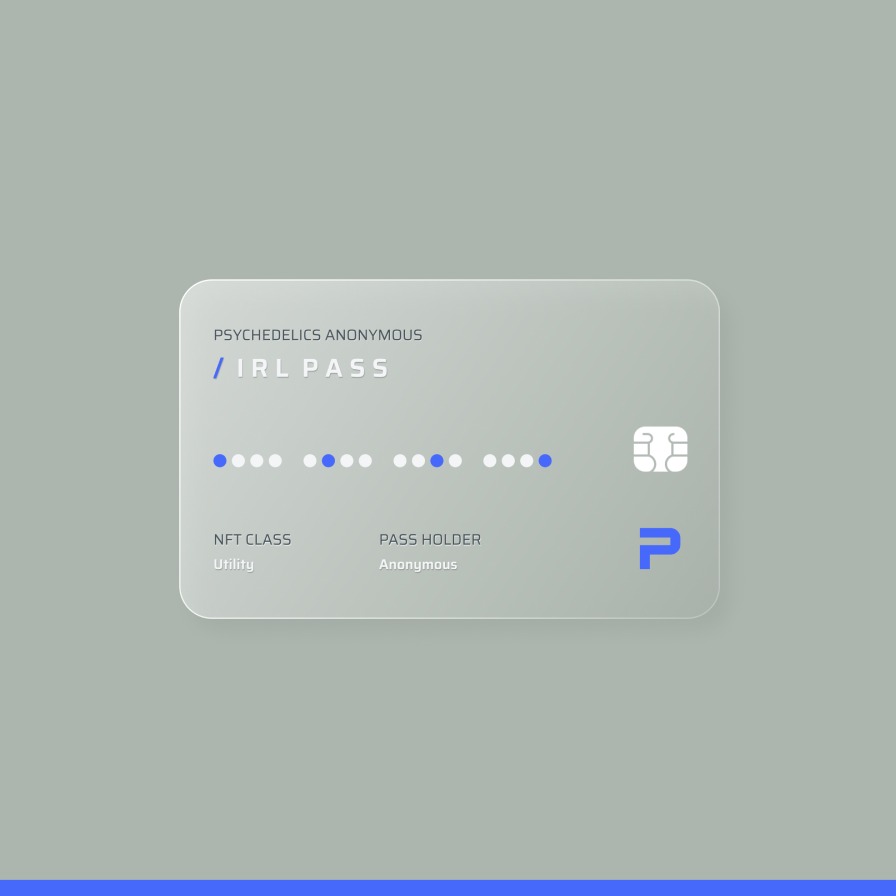 PSYCHEDELICS ANONYMOUS
/ IRL PASS
NFT CLASS
PASS HOLDER
Utility
Anonymous
P